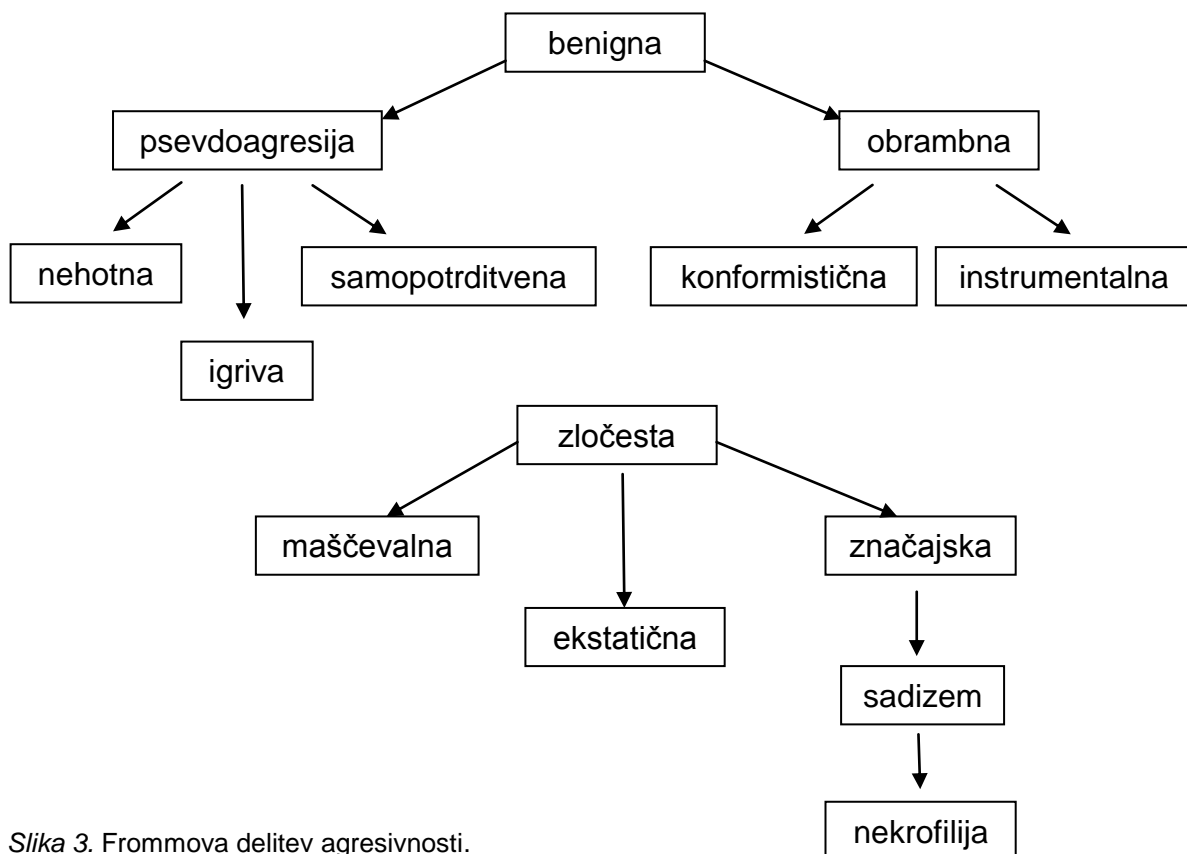 benigna
psevdoagresija
obrambna
nehotna
samopotrditvena
konformistična
instrumentalna
igriva
zločesta
maščevalna
značajska
ekstatična
sadizem
nekrofilija
Slika 3. Frommova delitev agresivnosti.